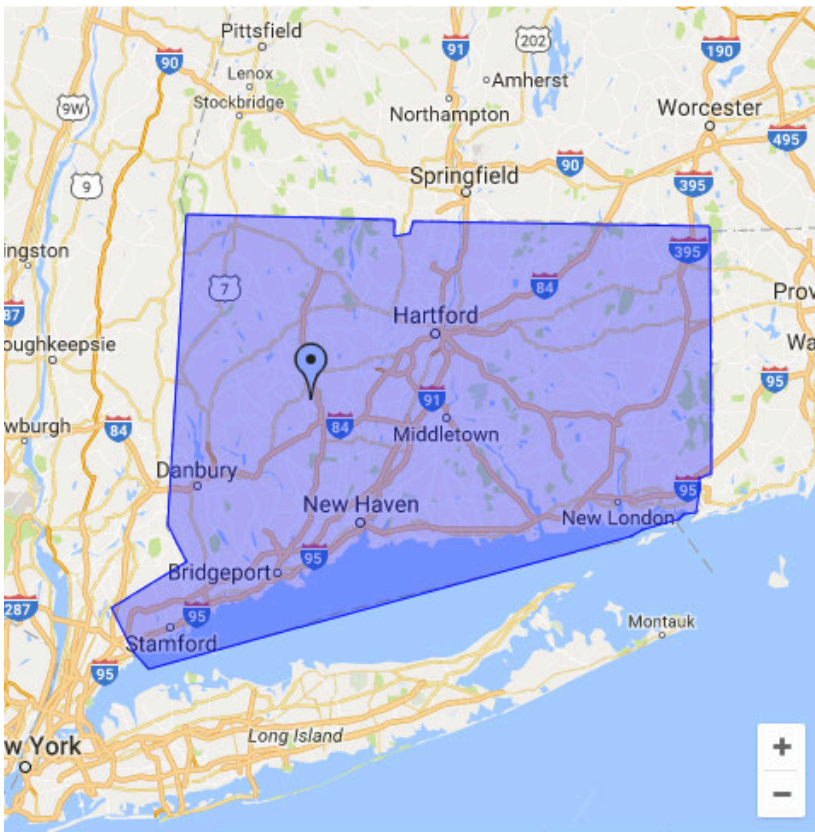 Pittsfield
91
202
90
190
Lenox
Amherst
9W
Stockbridge
Northampton
Worcester
495
90
Springfield
9
395
ingston
395
7
84
Prov
87
Hartford
oughkeepsie
Wa
95
91
wburgh
84
84
Middletown
Danbury
95
New Haven
New London
95
Bridgeport
287
95
Stamford
Montauk
95
Long Island
w York
+
−